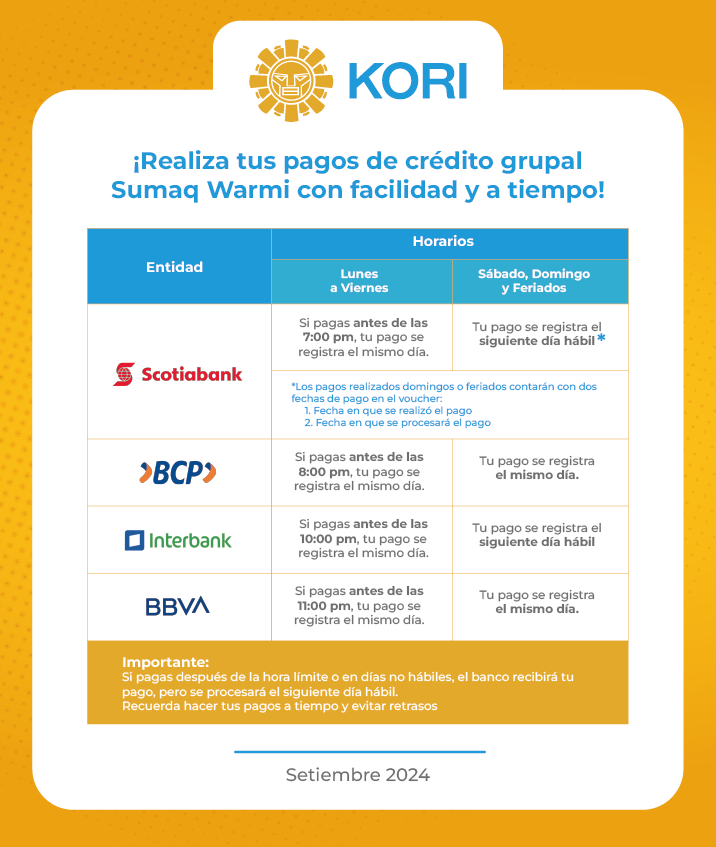 KORI
¡Realiza tus pagos de crédito grupal
Sumaq Warmi con facilidad y a tiempo!
Entidad
Horarios
Lunes
a Viernes
Sábado, Domingo
y Feriados
Scotiabank
Si pagas antes de las
7:00 pm, tu pago se
registra el mismo día.
Tu pago se registra el
siguiente día hábil*
*Los pagos realizados domingos o feriados contarán con dos
fechas de pago en el voucher:
1. Fecha en que se realizó el pago
2. Fecha en que se procesará el pago
BCP
Si pagas antes de las
8:00 pm, tu pago se
registra el mismo día.
Tu pago se registra
el mismo día.
Interbank
Si pagas antes de las
10:00 pm, tu pago se
registra el mismo día.
Tu pago se registra el
siguiente día hábil
BBVA
Si pagas antes de las
11:00 pm, tu pago se
registra el mismo día.
Tu pago se registra
el mismo día.
Importante:
Si pagas después de la hora límite o en días no hábiles, el banco recibirá tu
pago, pero se procesará el siguiente día hábil.
Recuerda hacer tus pagos a tiempo y evitar retrasos
Setiembre 2024